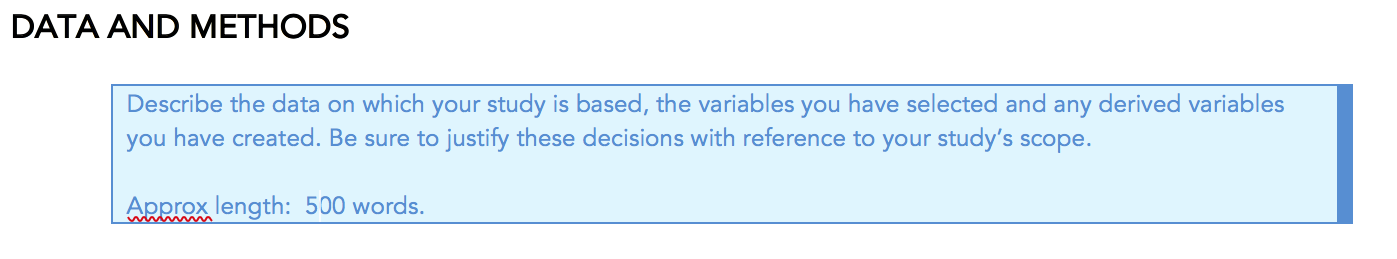 DATA AND METHODS
Describe the data on which your study is based, the variables you have selected and any derived variables
you have created. Be sure to justify these decisions with reference to your study’s scope.
Approx length:  500 words.